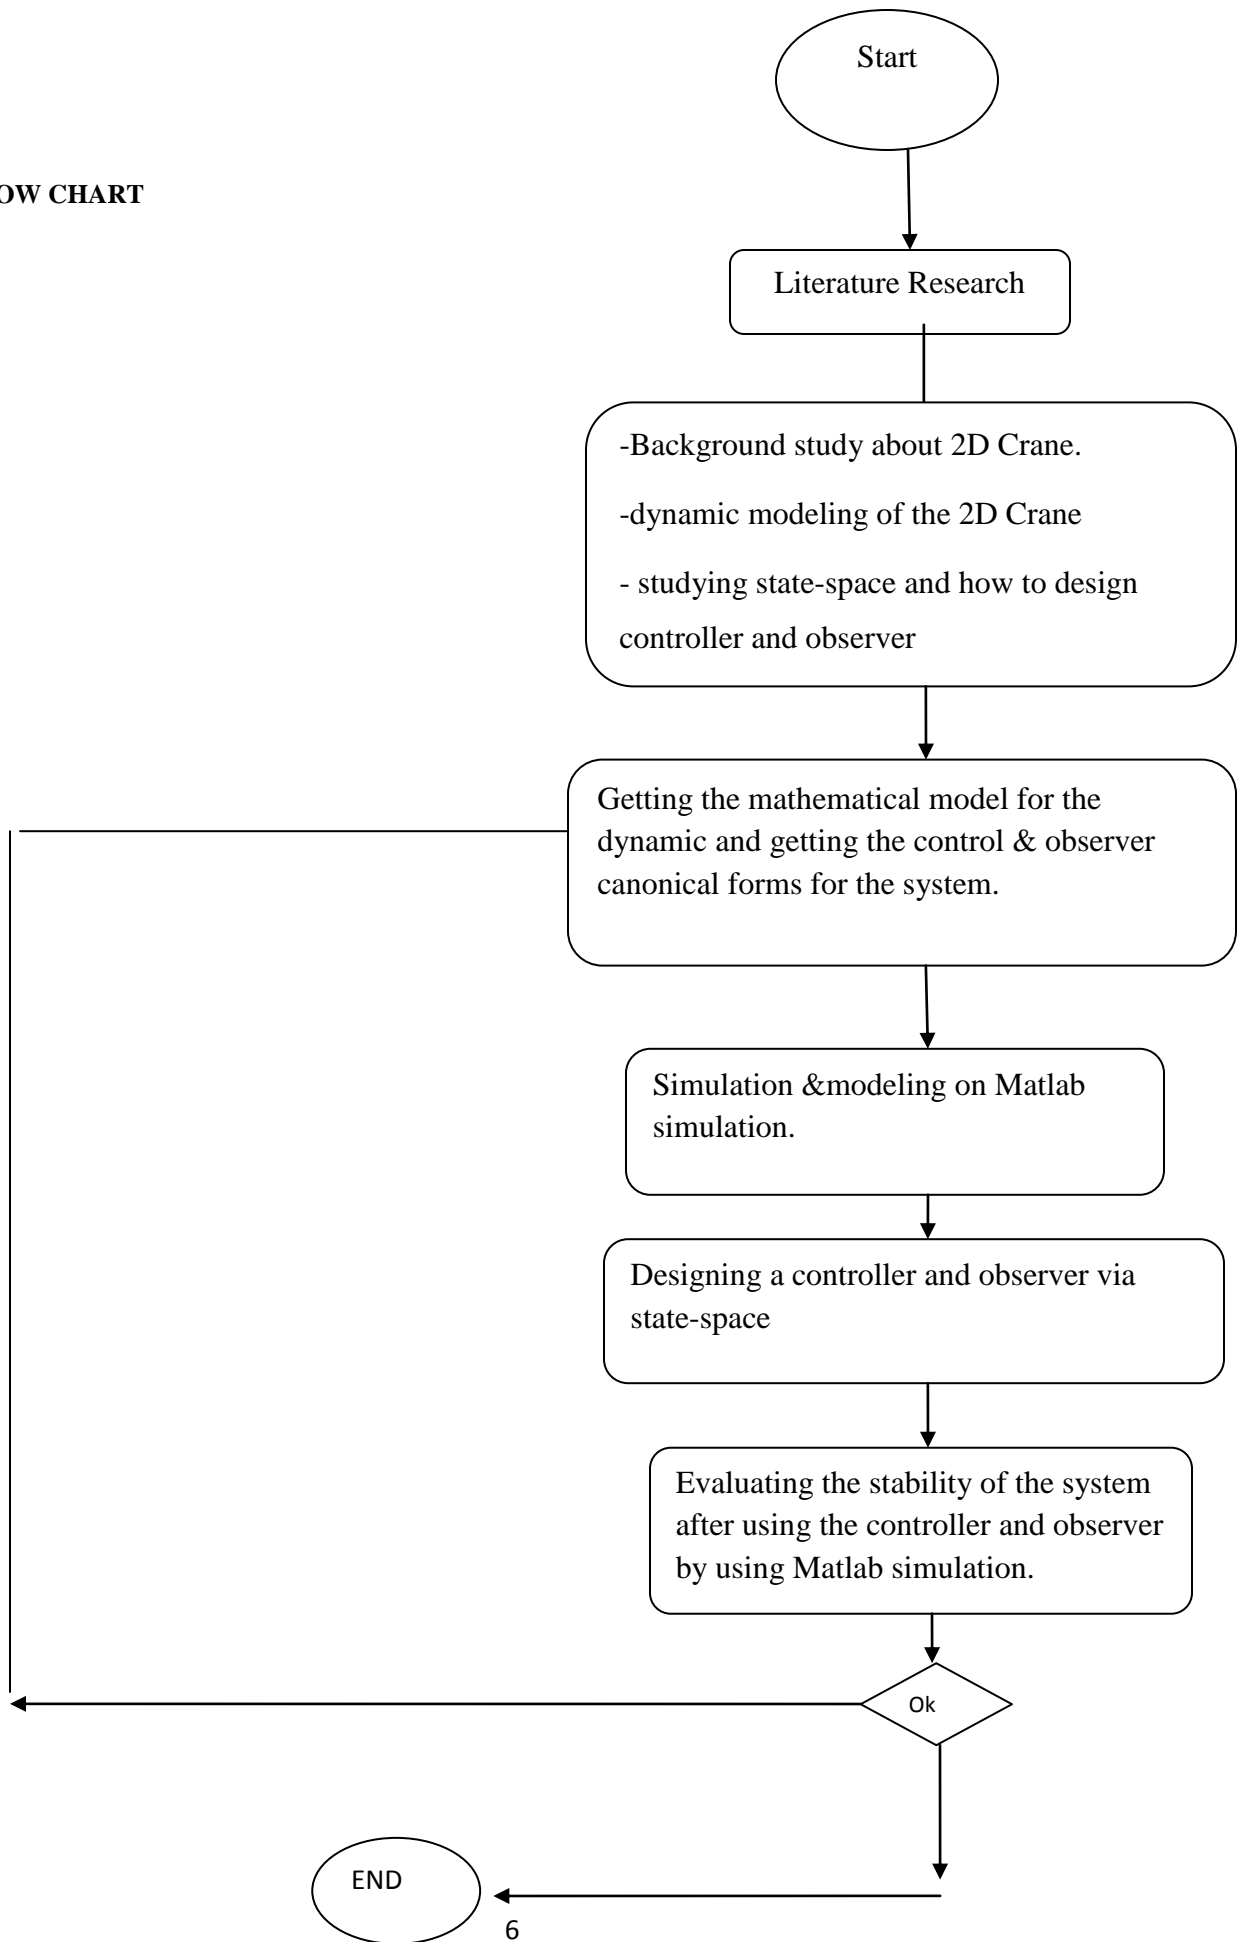 Start
OW CHART
Literature Research
-Background study about 2D Crane.
-dynamic modeling of the 2D Crane
- studying state-space and how to design
controller and observer
Getting the mathematical model for the
dynamic and getting the control & observer
canonical forms for the system.
Simulation &modeling on Matlab
simulation.
Designing a controller and observer via
state-space
Evaluating the stability of the system
after using the controller and observer
by using Matlab simulation.
Ok
END
6